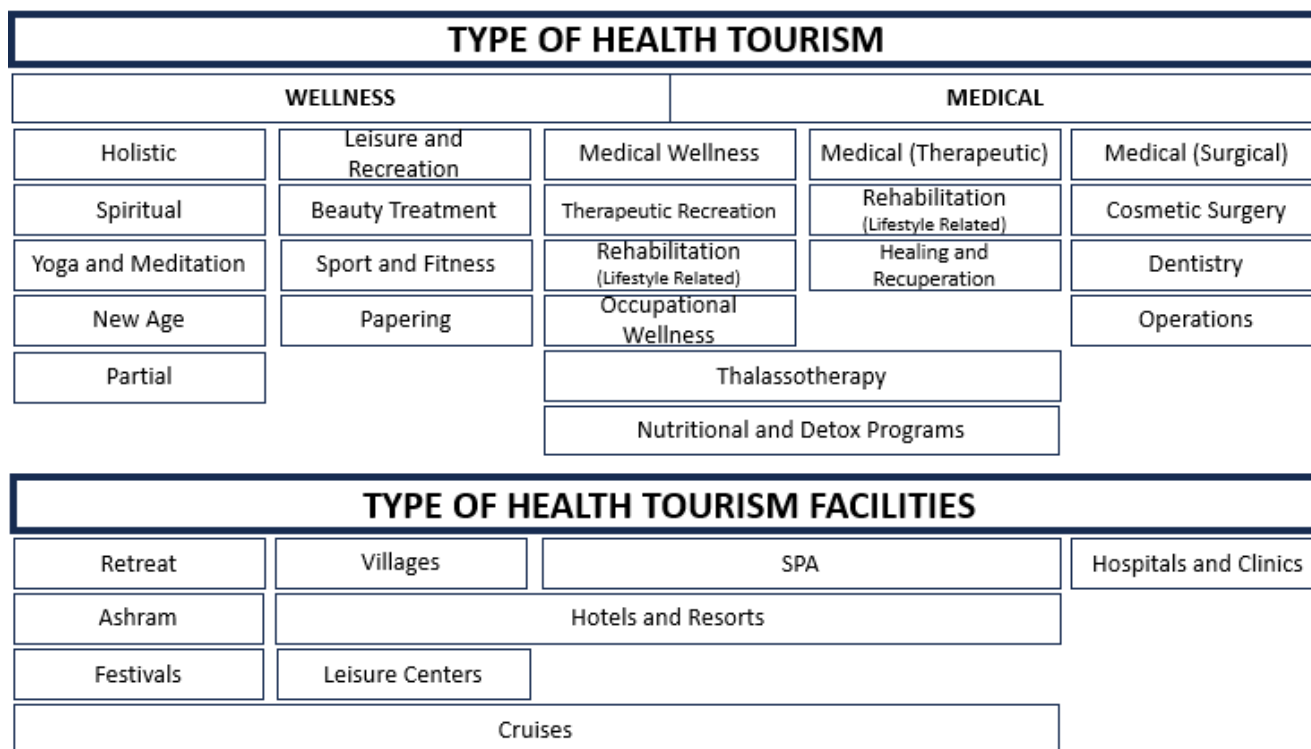 TYPE OF HEALTH TOURISM
WELLNESS
MEDICAL
Holistic
Leisure and
Recreation
Medical Wellness
Medical (Therapeutic)
Medical (Surgical)
Spiritual
Beauty Treatment
Therapeutic Recreation
Rehabilitation
(Lifestyle Related)
Cosmetic Surgery
Yoga and Meditation
Sport and Fitness
Rehabilitation
(Lifestyle Related)
Healing and
Recuperation
Dentistry
New Age
Papering
Occupational
Wellness
Operations
Partial
Thalassotherapy
Nutritional and Detox Programs
TYPE OF HEALTH TOURISM FACILITIES
Retreat
Villages
SPA
Hospitals and Clinics
Ashram
Hotels and Resorts
Festivals
Leisure Centers
Cruises